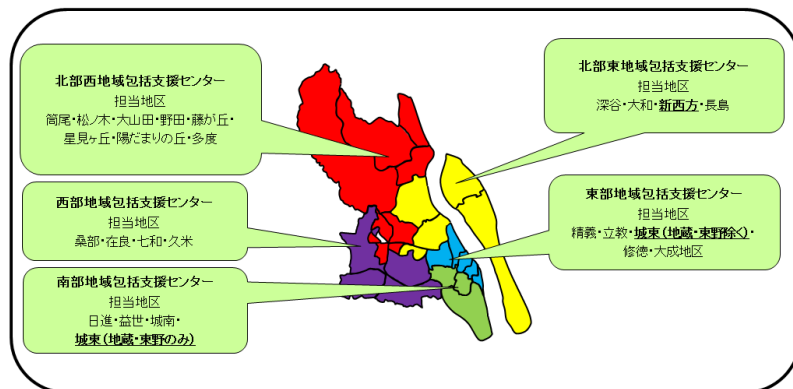 北部西地域包括支援センター
担当地区
筒尾・松ノ木・大山田・野田・藤が丘・
星見ヶ丘・陽だまりの丘・多度
北部東地域包括支援センター
担当地区
深谷・大和・新西方・長島
西部地域包括支援センター
担当地区
桑部・在良・七和・久米
東部地域包括支援センター
担当地区
精義・立教・城東(地蔵・東野除く)・
修徳・大成地区
南部地域包括支援センター
担当地区
日進・益世・城南・
城東(地蔵・東野のみ)